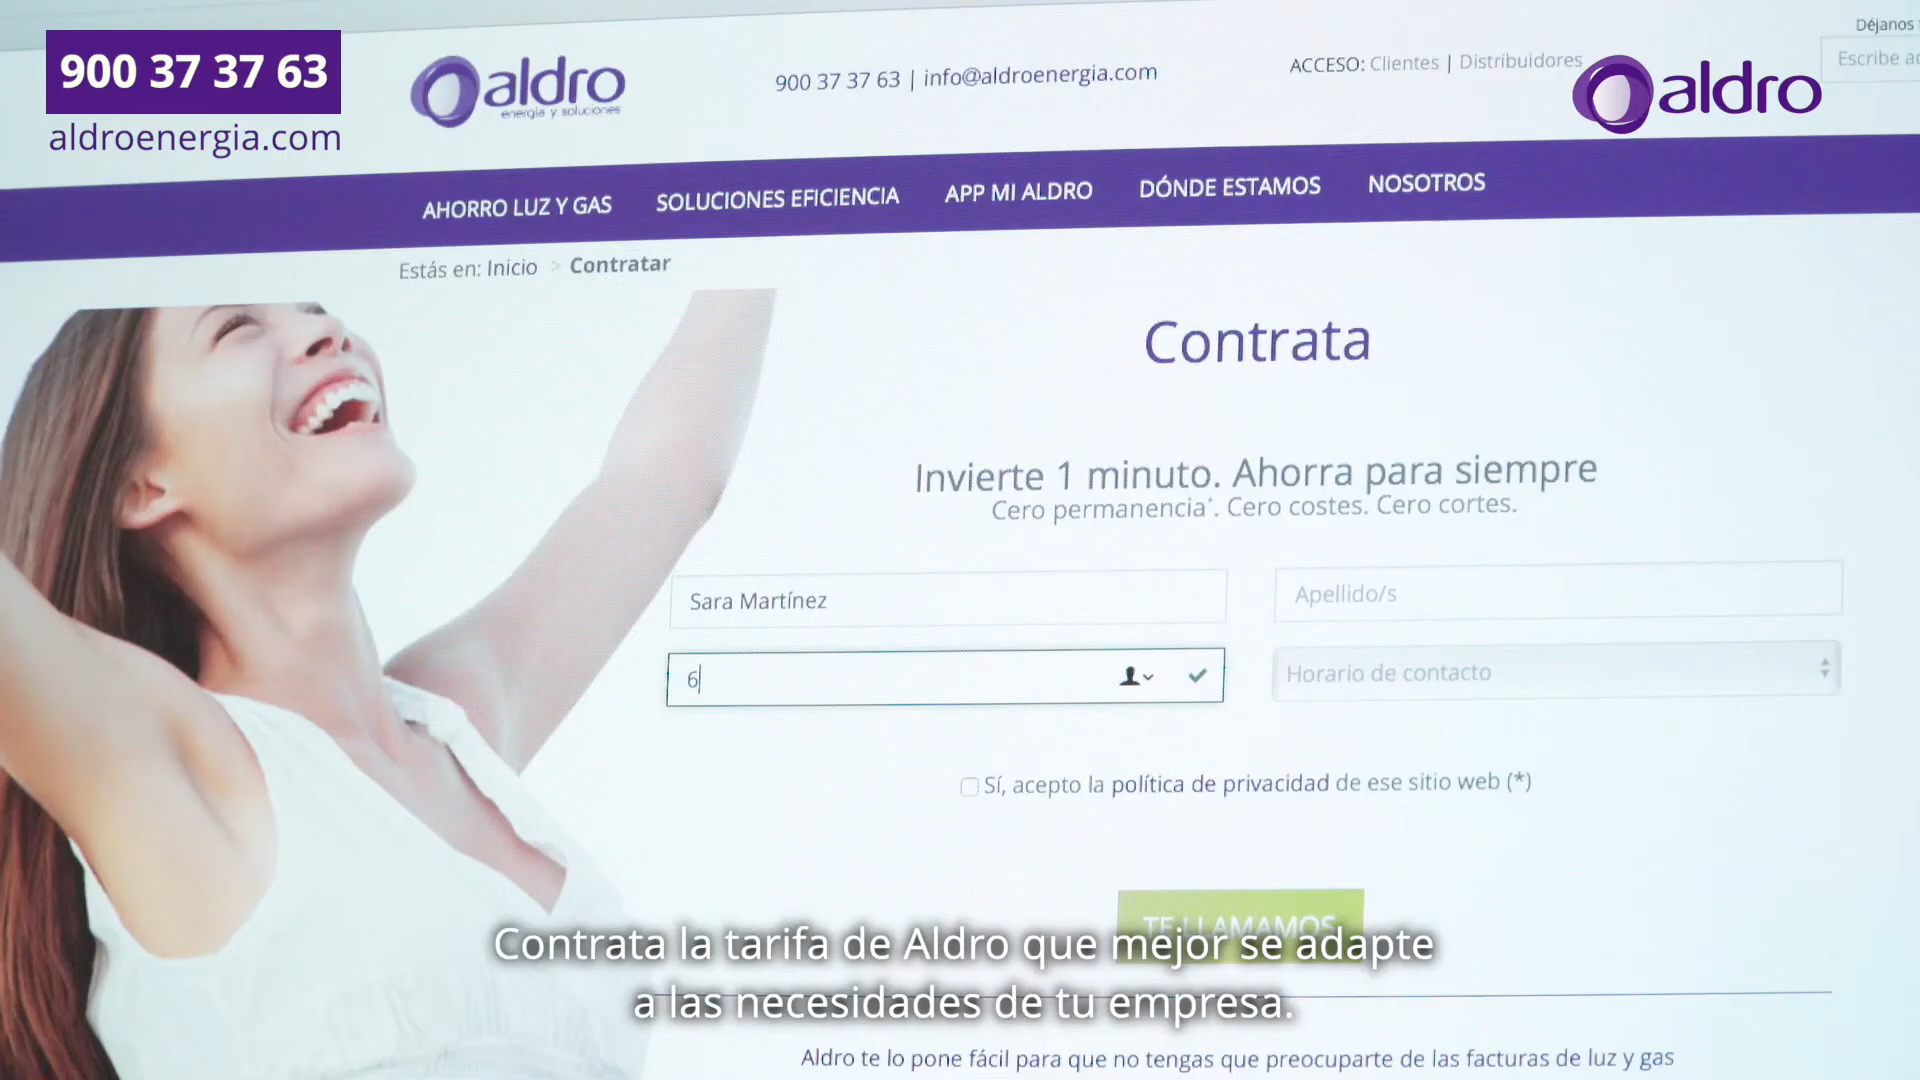 900 37 37 63
aldroenergia.com
aldro
energía y soluciones
900 37 37 63 | info@aldroenergia.com
ACCESO: Clientes | Distribuidores
Déjanos
Escribe
aldro
AHORRO LUZ Y GAS
SOLUCIONES EFICIENCIA
APP MI ALDRO
DÓNDE ESTAMOS
NOSOTROS
Estás en: Inicio > Contratar
Contrata
Invierte 1 minuto. Ahorra para siempre
Cero permanencia*. Cero costes. Cero cortes.
Sara Martínez
Apellido/s
6
Horario de contacto
Sí, acepto la política de privacidad de ese sitio web (*)
TE LLAMAMOS
Contrata la tarifa de Aldro que mejor se adapte
a las necesidades de tu empresa.
Aldro te lo pone fácil para que no tengas que preocuparte de las facturas de luz y gas